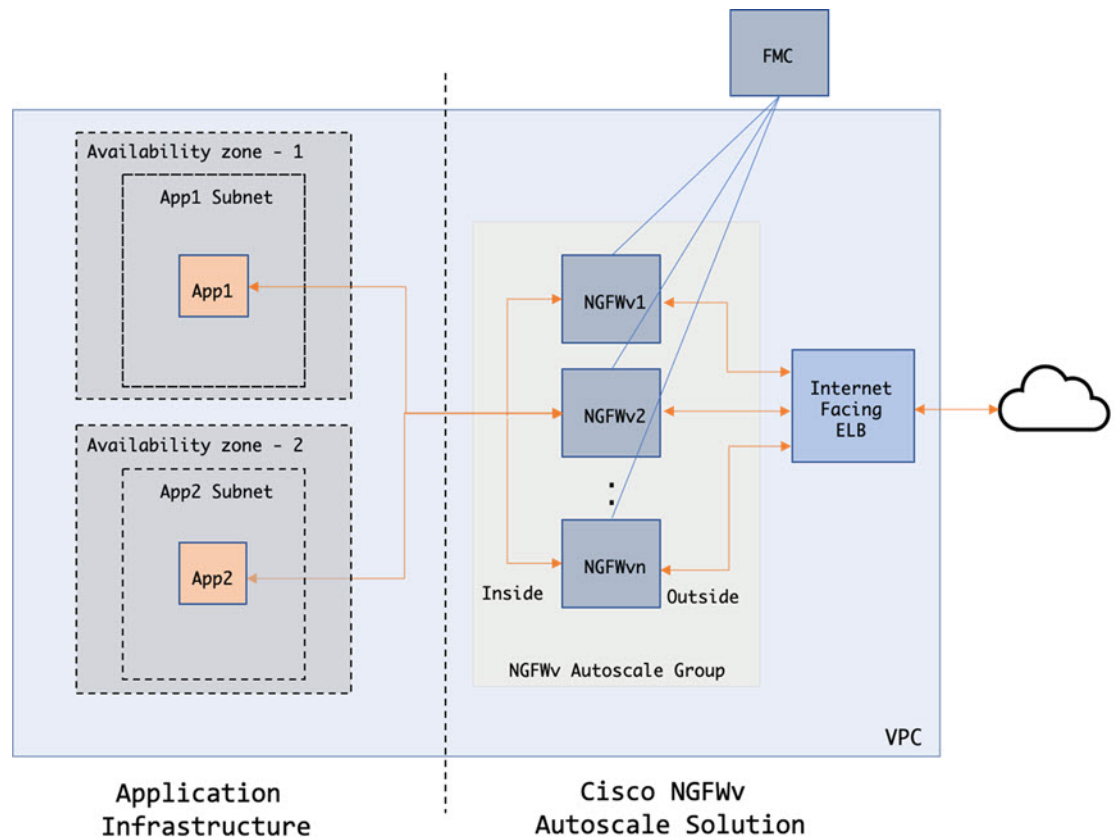 FMC
Availability zone - 1
App1 Subnet
App1
Availability zone - 2
App2 Subnet
App2
NGFWv1
NGFWv2
:
NGFWvn
Inside
Outside
NGFWv Autoscale Group
Internet
Facing
ELB
VPC
Application
Infrastructure
Cisco NGFWv
Autoscale Solution